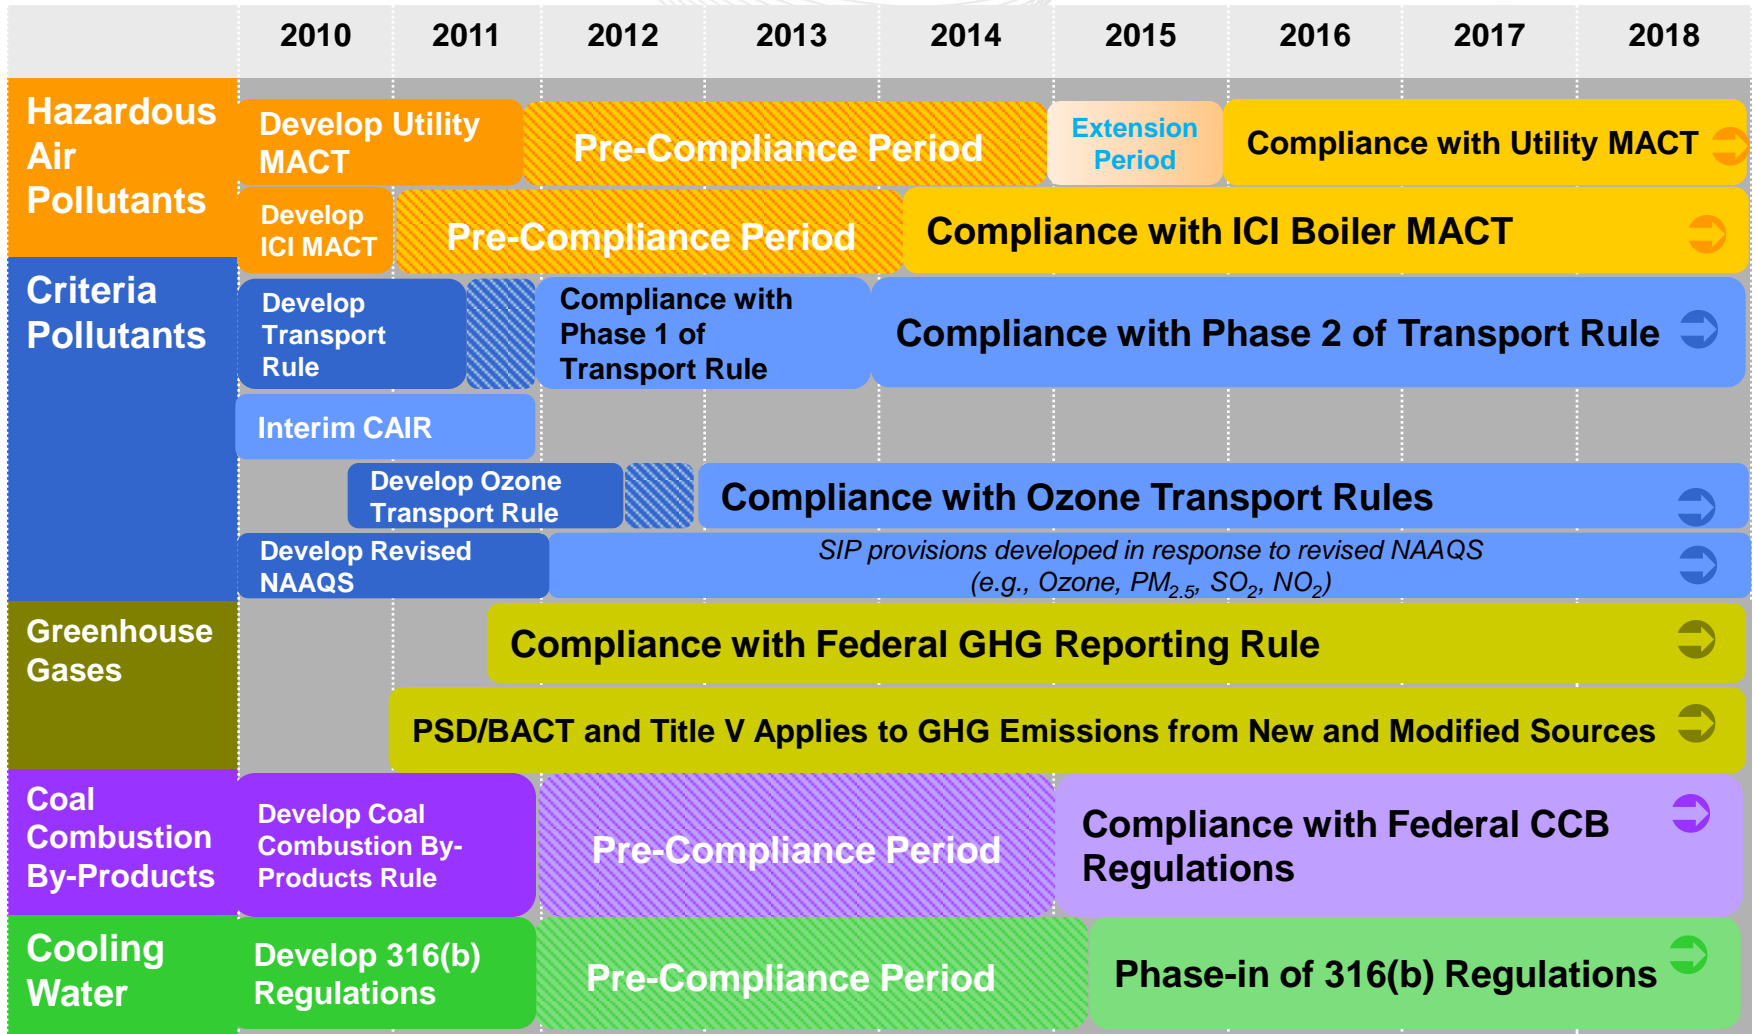 2010 2011 2012 2013 2014 2015 2016 2017 2018
Hazardous
Air
Pollutants
Develop Utility
MACT
Pre-Compliance Period
Extension
Period
Compliance with Utility MACT
Develop
ICI MACT
Pre-Compliance Period
Compliance with ICI Boiler MACT
Criteria
Pollutants
Develop
Transport
Rule
Compliance with
Phase 1 of
Transport Rule
Compliance with Phase 2 of Transport Rule
Interim CAIR
Develop Ozone
Transport Rule
Compliance with Ozone Transport Rules
Develop Revised
NAAQS
SIP provisions developed in response to revised NAAQS
(e.g., Ozone, PM2.5, SO2, NO2)
Greenhouse
Gases
Compliance with Federal GHG Reporting Rule
PSD/BACT and Title V Applies to GHG Emissions from New and Modified Sources
Coal
Combustion
By-Products
Develop Coal
Combustion By-
Products Rule
Pre-Compliance Period
Compliance with Federal CCB
Regulations
Cooling
Water
Develop 316(b)
Regulations
Pre-Compliance Period
Phase-in of 316(b) Regulations